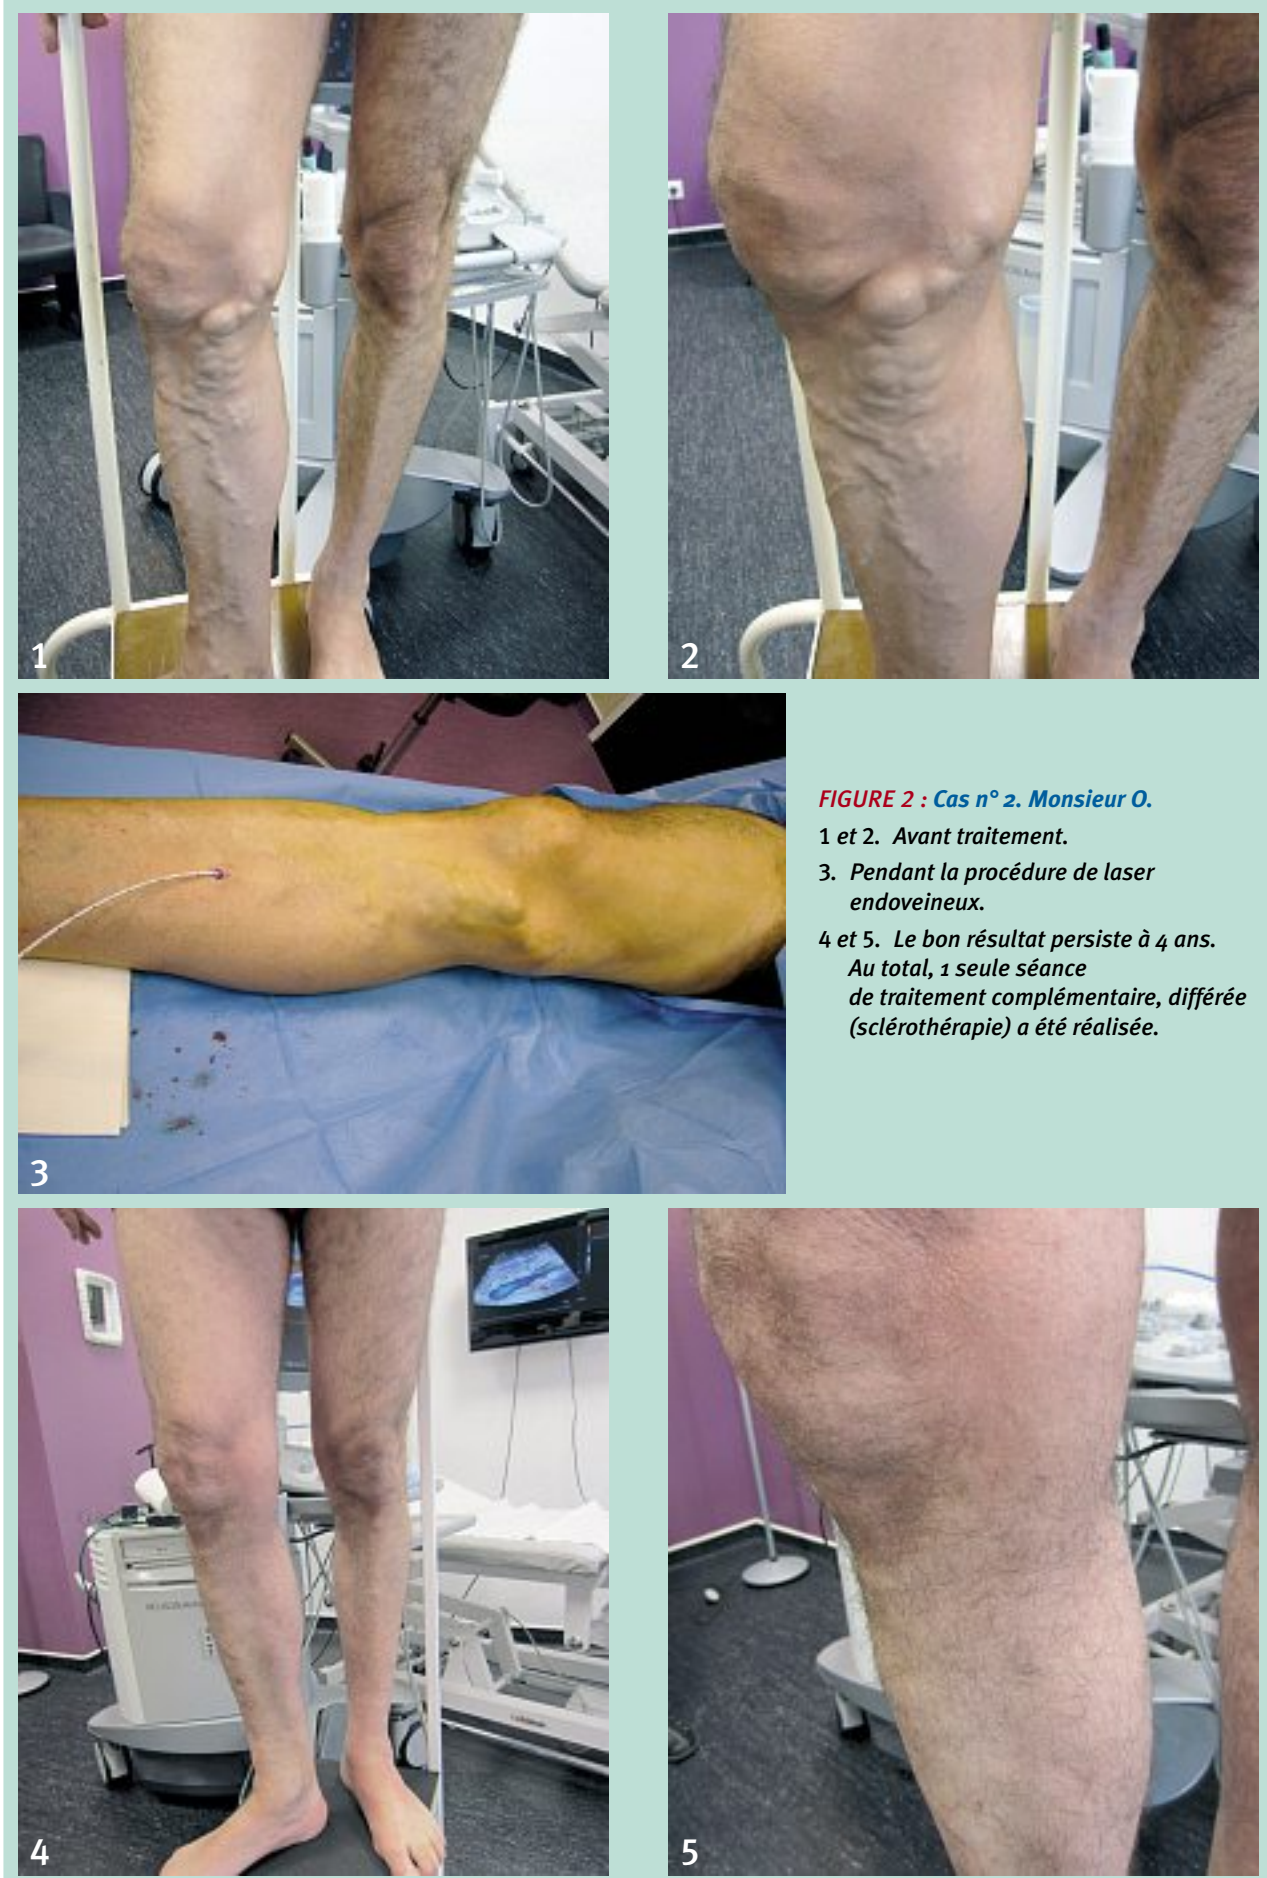 1
2
3
FIGURE 2 : Cas n° 2. Monsieur O.
1 et 2. Avant traitement.
3. Pendant la procédure de laser
endoveineux.
4 et 5. Le bon résultat persiste à 4 ans.
Au total, 1 seule séance
de traitement complémentaire, différée
(sclérothérapie) a été réalisée.
4
5